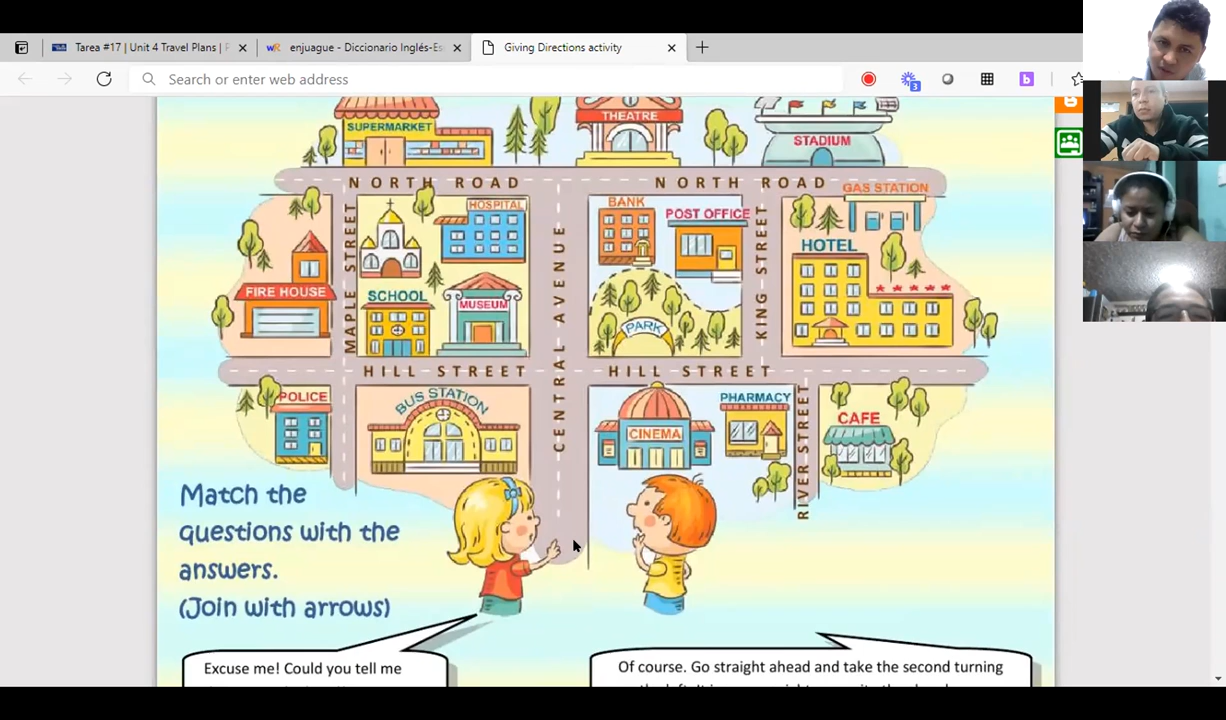 Tarea #17 | Unit 4 Travel Plans |
enjuague - Diccionario Inglés-Es
Giving Directions activity
Search or enter web address
3
b
SUPERMARKET
THEATRE
STADIUM
NORTH ROAD
NORTH ROAD
GAS STATION
HOSPITAL
BANK
POST OFFICE
HOTEL
FIRE HOUSE
MAPLE STREET
SCHOOL
MUSEUM
CENTRAL AVENUE
PARK
KING STREET
HILL STREET
HILL STREET
POLICE
BUS STATION
CINEMA
PHARMACY
RIVER STREET
CAFE
Match the
questions with the
answers.
(Join with arrows)
Excuse me! Could you tell me
Of course. Go straight ahead and take the second turning